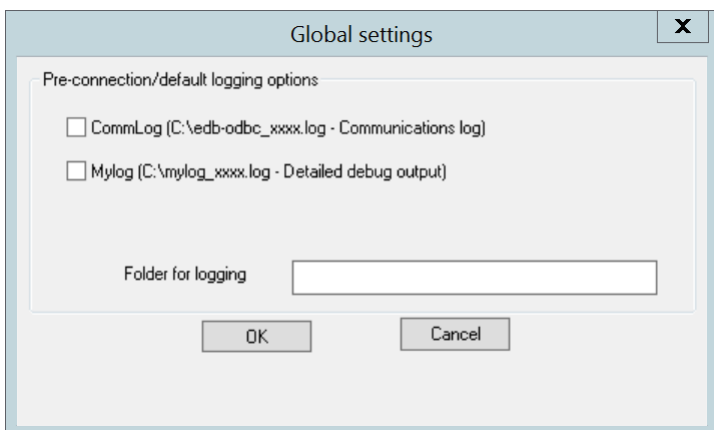 Global settings
X
Pre-connection/default logging options
CommLog (C:\edb-odbc_xxxx.log - Communications log)
Mylog (C:\mylog_xxxx.log - Detailed debug output)
Folder for logging
OK Cancel